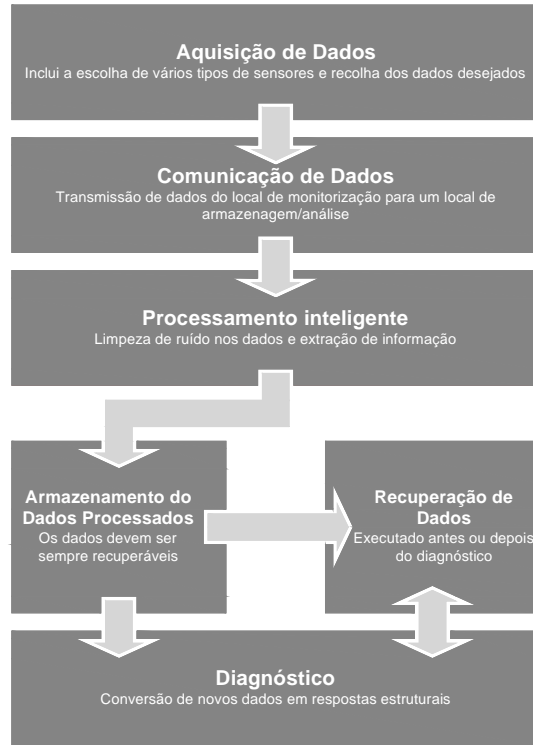 Aquisição de Dados
Inclui a escolha de vários tipos de sensores e recolha dos dados desejados
Comunicação de Dados
Transmissão de dados do local de monitorização para um local de
armazenagem/análise
Processamento inteligente
Limpeza de ruído nos dados e extração de informação
Armazenamento do
Dados Processados
Os dados devem ser
sempre recuperáveis
Recuperação de
Dados
Executado antes ou depois
do diagnóstico
Diagnóstico
Conversão de novos dados em respostas estruturais